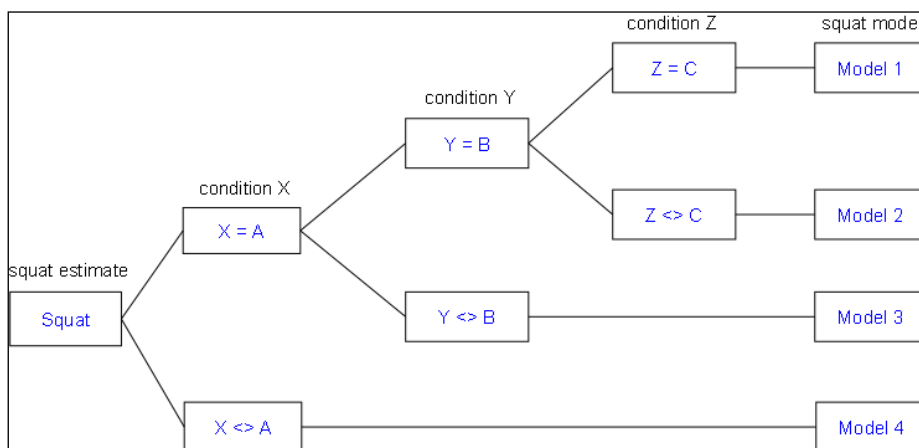 condition Z
squat mode
Z = C
Model 1
condition Y
Y = B
condition X
X = A
Z <> C
Model 2
squat estimate
Squat
Y <> B
Model 3
X <> A
Model 4